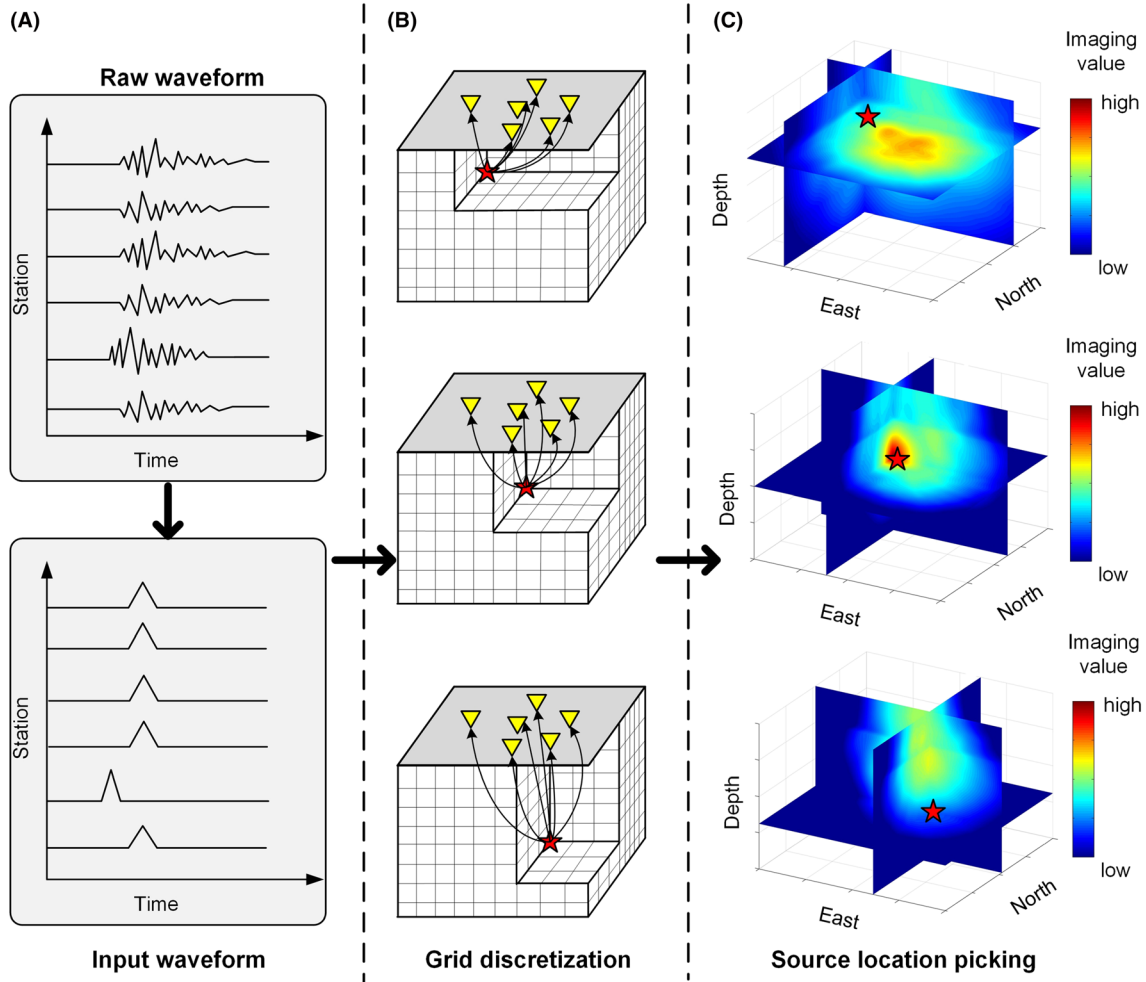 (A)
Raw waveform
Station
Time
Station
Time
Input waveform
(B)
Grid discretization
(C)
Imaging
value
high
low
Depth
East
North
Imaging
value
high
low
Depth
East
North
Imaging
value
high
low
Depth
East
North
Source location picking